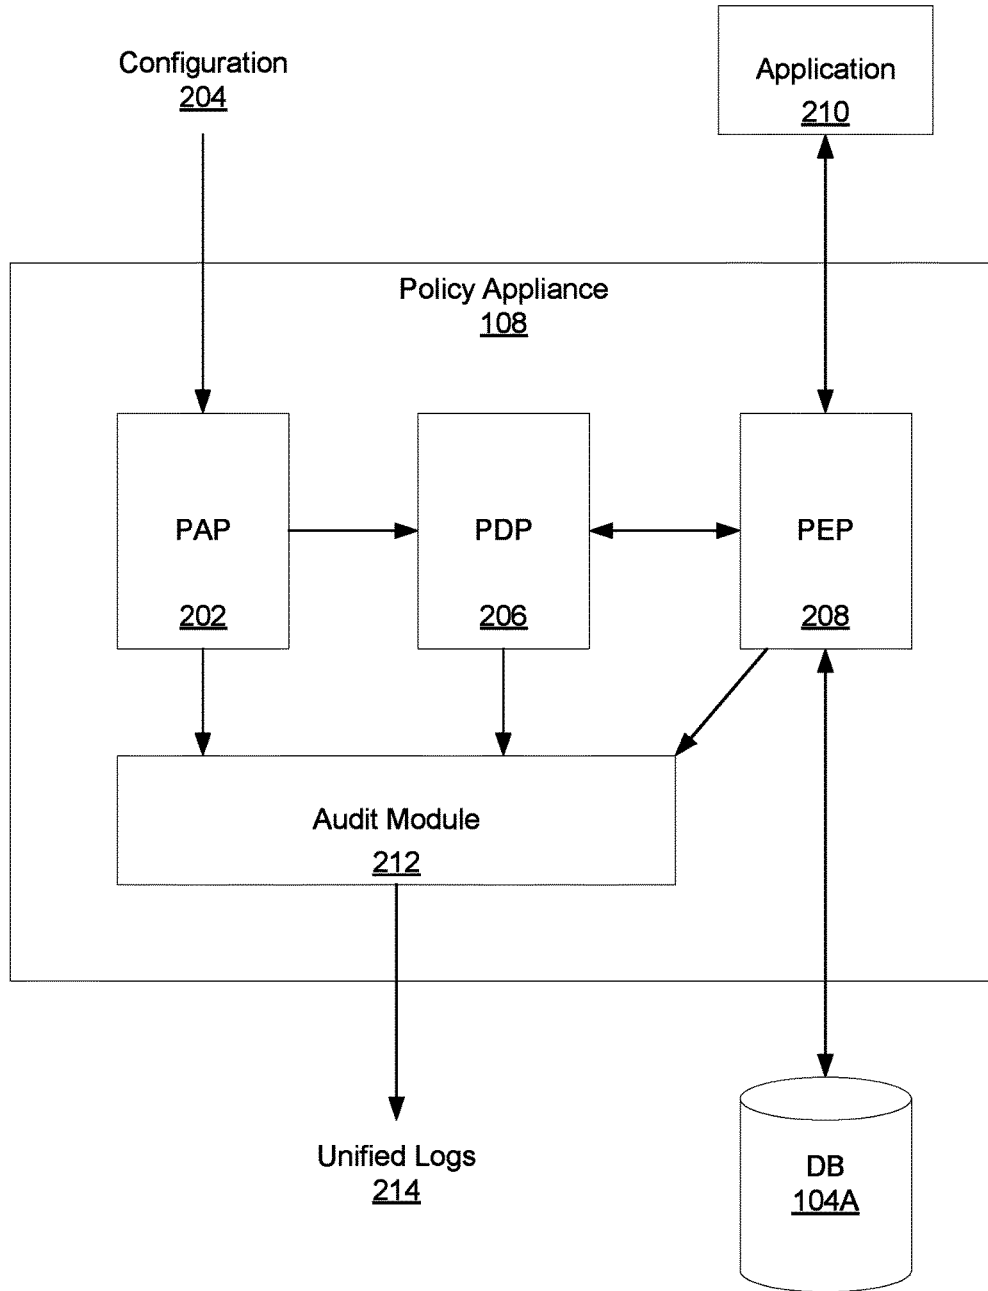 Configuration
204
Application
210
Policy Appliance
108
PAP
202
PDP
206
PEP
208
Audit Module
212
Unified Logs
214
DB
104A